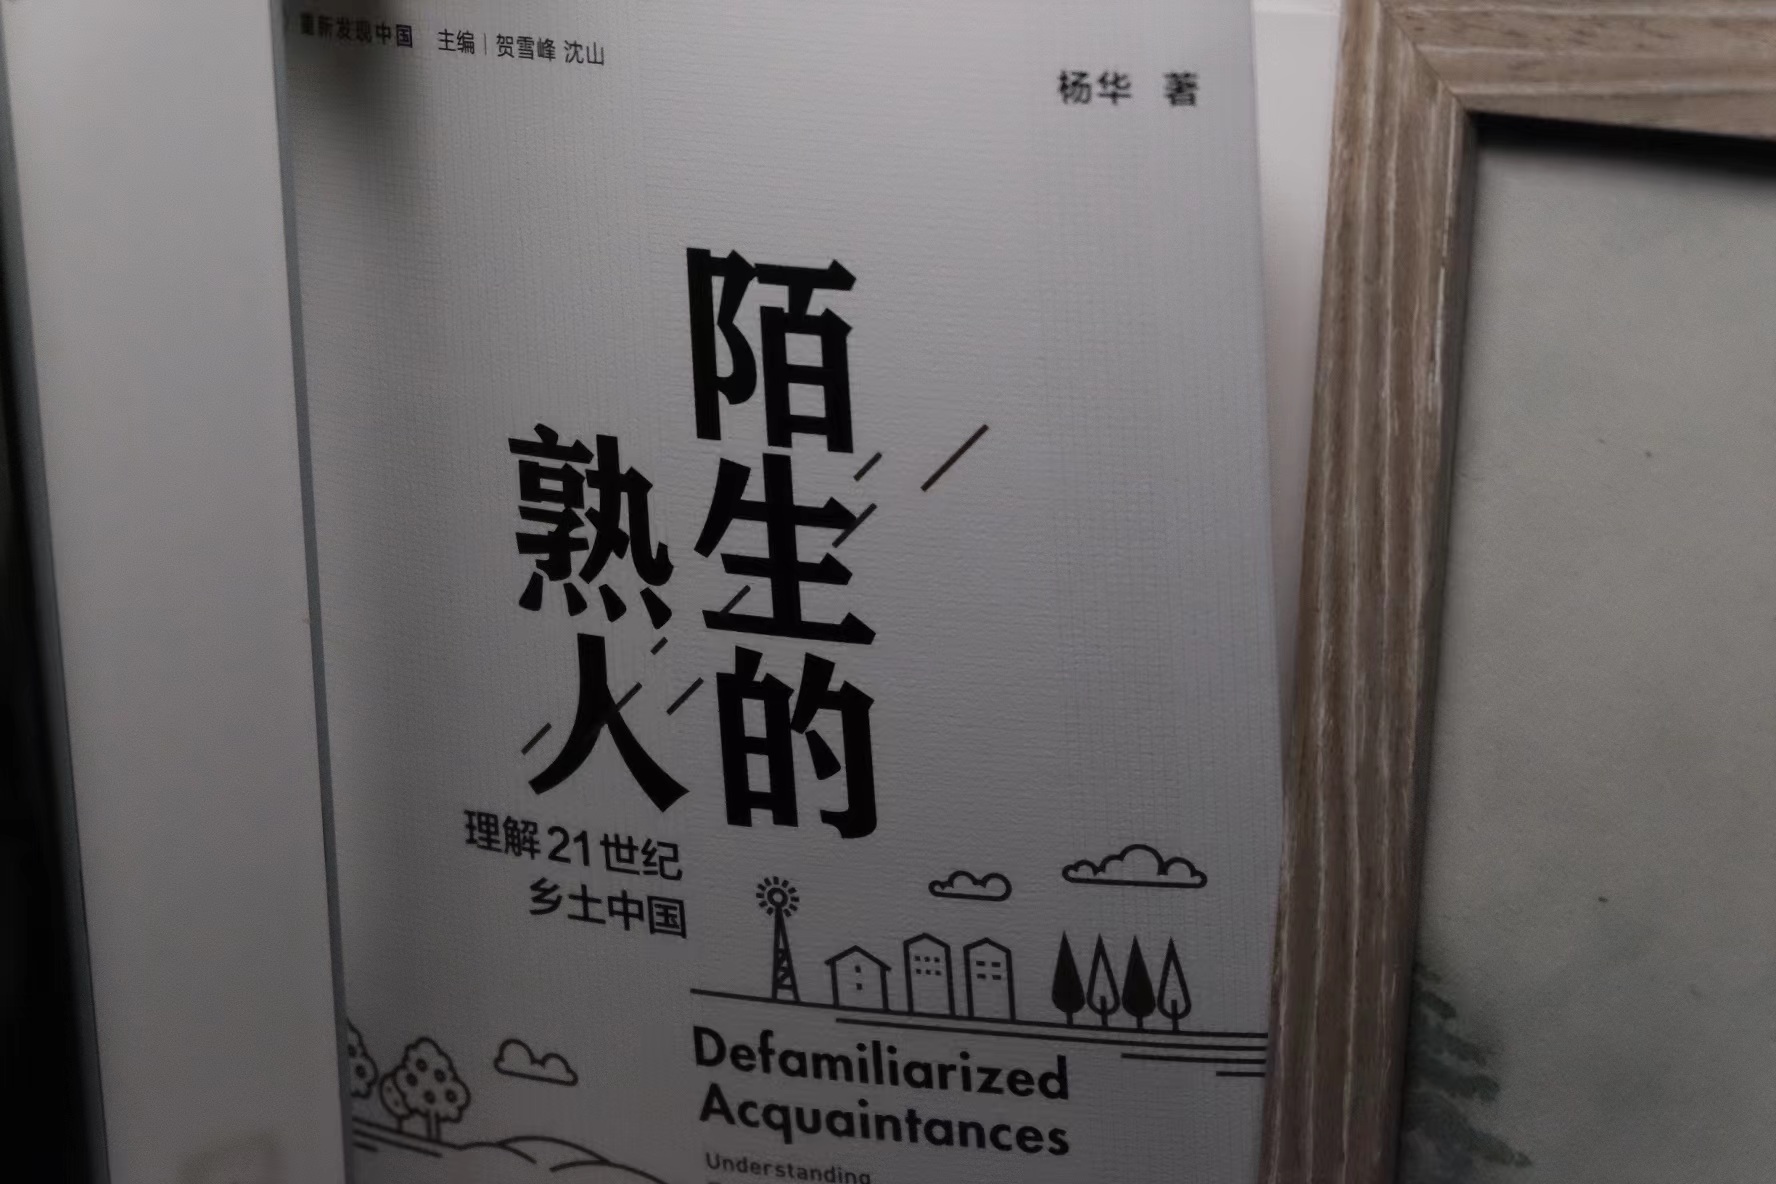 重新发现中国 主编|贺雪峰 沈山
杨华 著
陌生的
熟人
理解21世纪
乡土中国
Defamiliarized
Acquaintances
Understanding